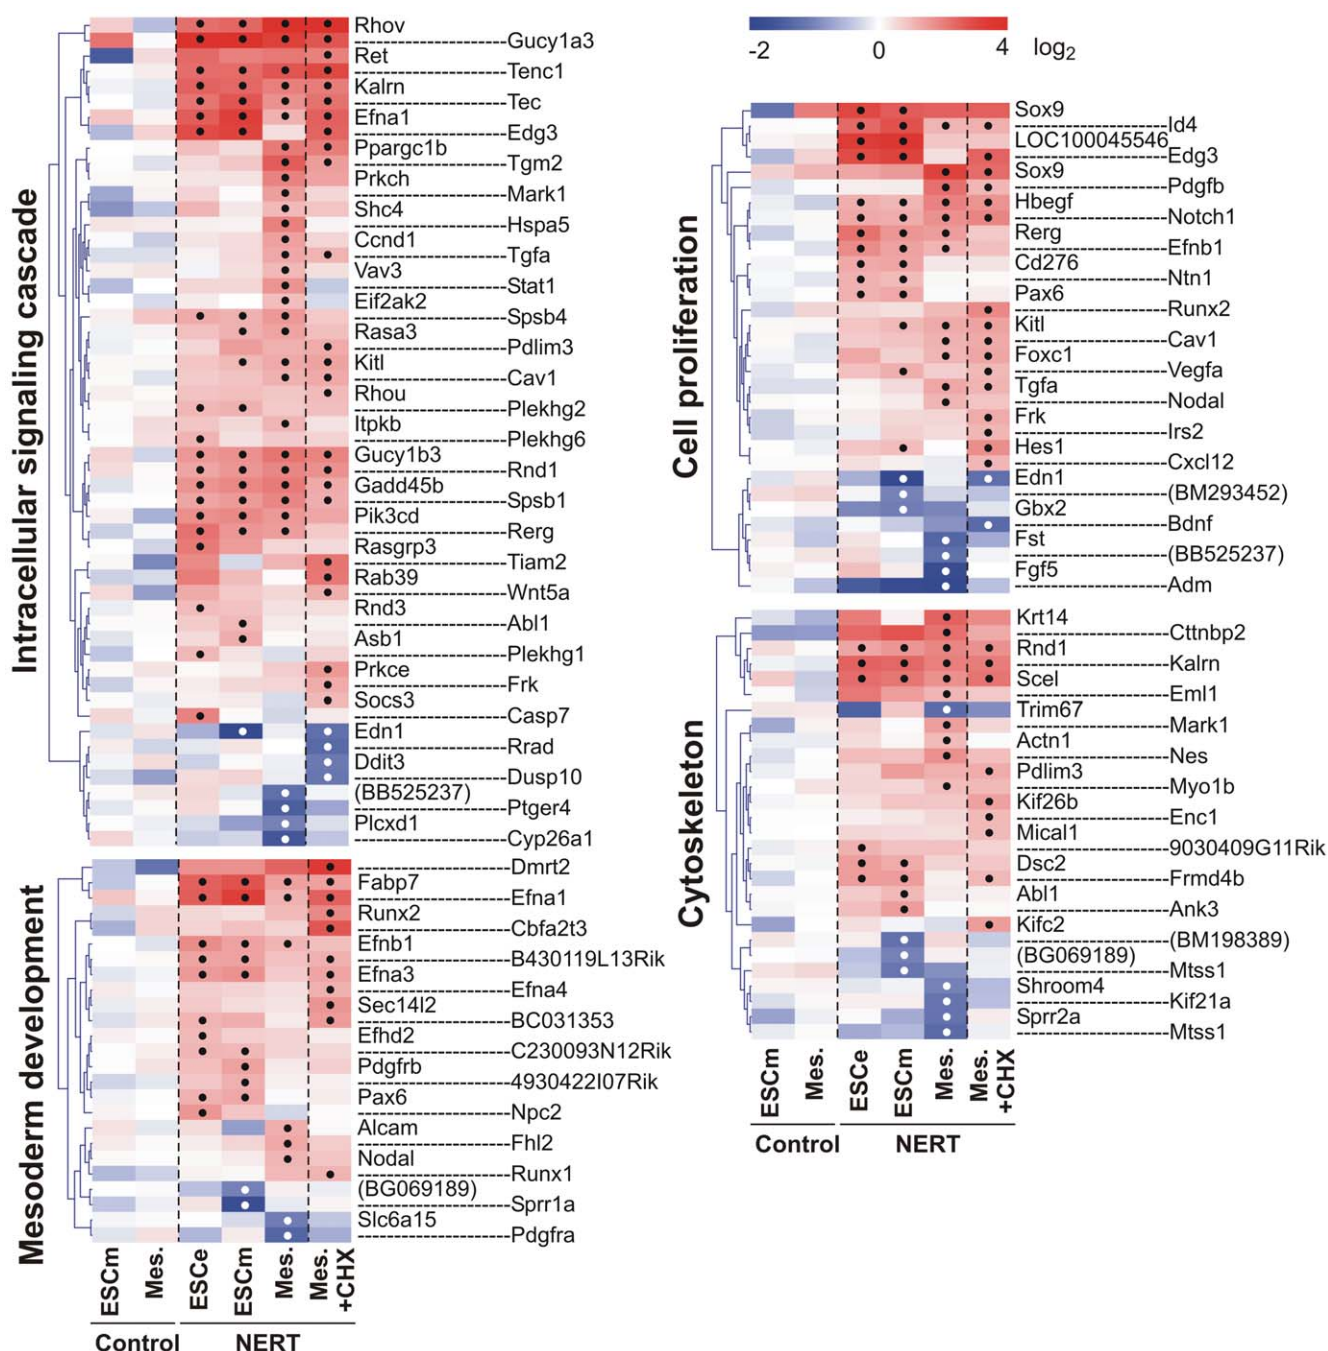 Intracellular signaling cascade
Rhov
Gucy1a3
Ret
Tenc1
Kalrn
Tec
Efna1
Edg3
Ppargc1b
Tgm2
Prkch
Mark1
Shc4
Hspa5
Ccnd1
Tgfa
Vav3
Stat1
Eif2ak2
Spsb4
Rasa3
Pdlim3
Kitl
Cav1
Rhou
Plekhg2
Itpkb
Plekhg6
Gucy1b3
Rnd1
Gadd45b
Spsb1
Pik3cd
Rerg
Rasgrp3
Tiam2
Rab39
Wnt5a
Rnd3
Abl1
Asb1
Plekhg1
Prkce
Frk
Socs3
Casp7
Edn1
Rrad
Ddit3
Dusp10
(BB525237)
Ptger4
Plcxd1
Cyp26a1
Mesoderm development
Dmrt2
Fabp7
Efna1
Runx2
Cbfa2t3
Efnb1
B430119L13Rik
Efna3
Efna4
Sec14l2
BC031353
Efhd2
C230093N12Rik
Pdgfrb
4930422I07Rik
Pax6
Npc2
Alcam
Fhl2
Nodal
Runx1
(BG069189)
Sprr1a
Slc6a15
Pdgfra
ESCm
Mes.
ESCe
ESCm
Mes.
Mes.
+CHX
Control
NERT
-2
0
4
log2
Cell proliferation
Sox9
Id4
LOC100045546
Edg3
Sox9
Pdgfb
Hbegf
Notch1
Rerg
Efnb1
Cd276
Ntn1
Pax6
Runx2
Kitl
Cav1
Foxc1
Vegfa
Tgfa
Nodal
Frk
Irs2
Hes1
Cxcl12
Edn1
(BM293452)
Gbx2
Bdnf
Fst
(BB525237)
Fgf5
Adm
Cytoskeleton
Krt14
Cttnbp2
Rnd1
Kalrn
Scel
Eml1
Trim67
Mark1
Actn1
Nes
Pdlim3
Myo1b
Kif26b
Enc1
Mical1
9030409G11Rik
Dsc2
Frmd4b
Abl1
Ank3
Kifc2
(BM198389)
(BG069189)
Mtss1
Shroom4
Kif21a
Sprr2a
Mtss1
ESCm
Mes.
ESCe
ESCm
Mes.
Mes.
+CHX
Control
NERT